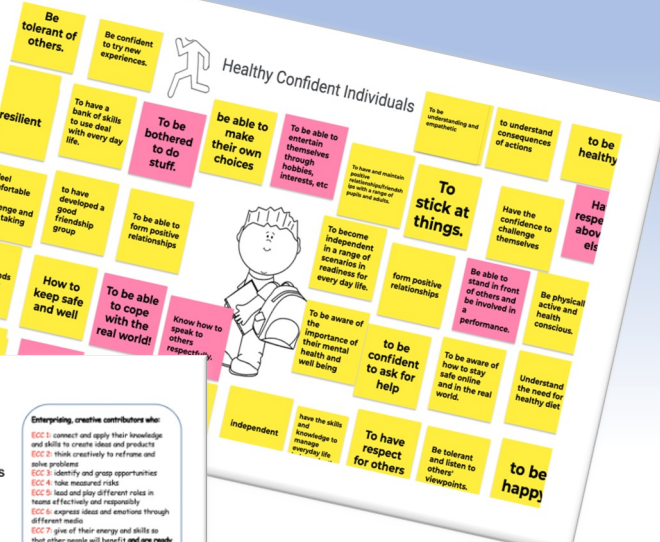 Healthy Confident Individuals
Be
tolerant of
others.
Be confident
to try new
experiences.
resilient
To have a
bank of skills
to use deal
with every day
life.
To be
bothered
to do
stuff.
be able to
make
their own
choices
To be able to
entertain
themselves
through
hobbies,
interests, etc
To have and maintain
positive
relationships/friendsh
ips with a range of
pupils and adults.
To be
understanding and
empathetic
to understand
consequences
of actions
to be
healthy
enge and
taking
to have
developed a
good
friendship
group
To be able to
form positive
relationships
To
stick at
things.
Have the
confidence to
challenge
themselves
Ha
respe
abov
els
How to
keep safe
and well
To be able
to cope
with the
real world!
Know how to
speak to
others
respectfully.
To become
independent
in a range of
scenarios in
readiness for
every day life.
form positive
relationships
Be able to
stand in front
of others and
be involved in
a
performance.
Be physicall
active and
health
conscious.
To be aware of
the
importance of
their mental
health and
well being
to be
confident
to ask for
help
To be aware of
how to stay
safe online
and in the real
world.
Understand
the need for
healthy diet
independent
have the skills
and
knowledge to
manage
everyday life
To have
respect
for others
Be tolerant
and listen to
others'
viewpoints.
to be
happy
Enterprising, creative contributors who:
ECC 1: connect and apply their knowledge
and skills to create ideas and products
ECC 2: think creatively to reframe and
solve problems
ECC 3: identify and grasp opportunities
ECC 4: take measured risks
ECC 5: lead and play different roles in
teams effectively and responsibly
ECC 6: express ideas and emotions through
different media
ECC 7: give of their energy and skills so
that other people will benefit and are ready